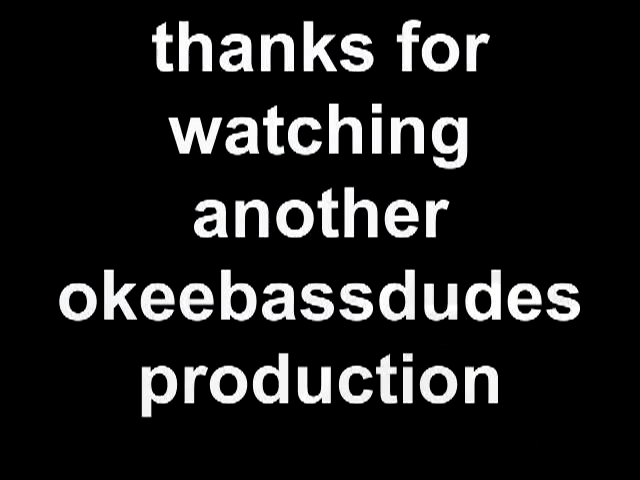 thanks for
watching
another
okeebassdudes
production